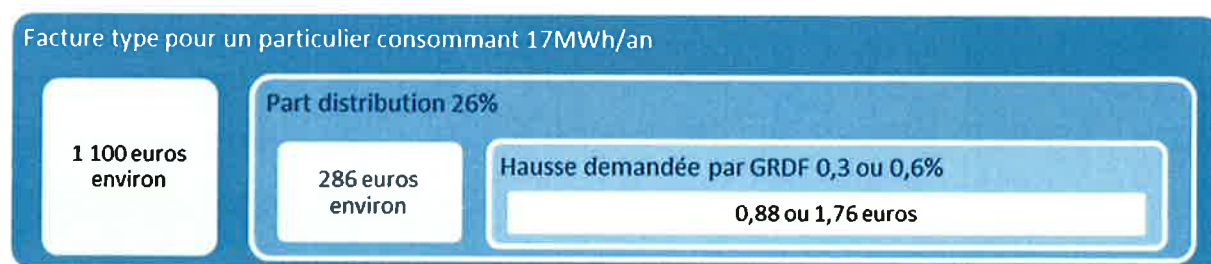 Facture type pour un particulier consommant 17MWh/an
Part distribution 26%
1 100 euros
environ
286 euros
environ
Hausse demandée par GRDF 0,3 ou 0,6%
0,88 ou 1,76 euros